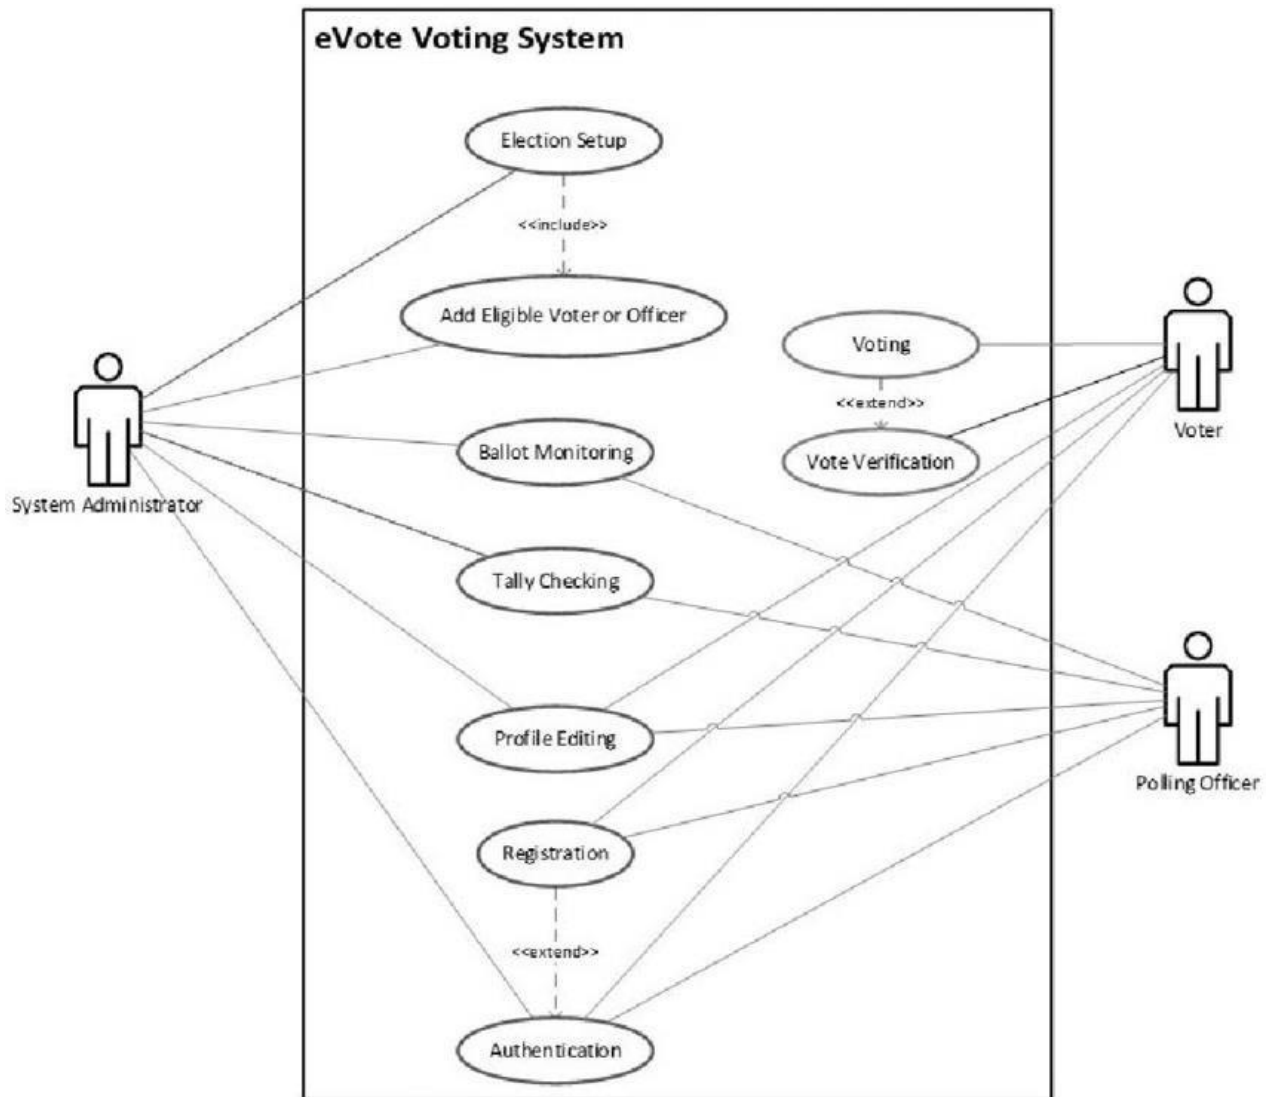 eVote Voting System
Election Setup
<<include>>
Add Eligible Voter or Officer
Voting
<<extend>>
Voter
Ballot Monitoring
Vote Verification
System Administrator
Tally Checking
Profile Editing
Polling Officer
Registration
<<extend>>
Authentication